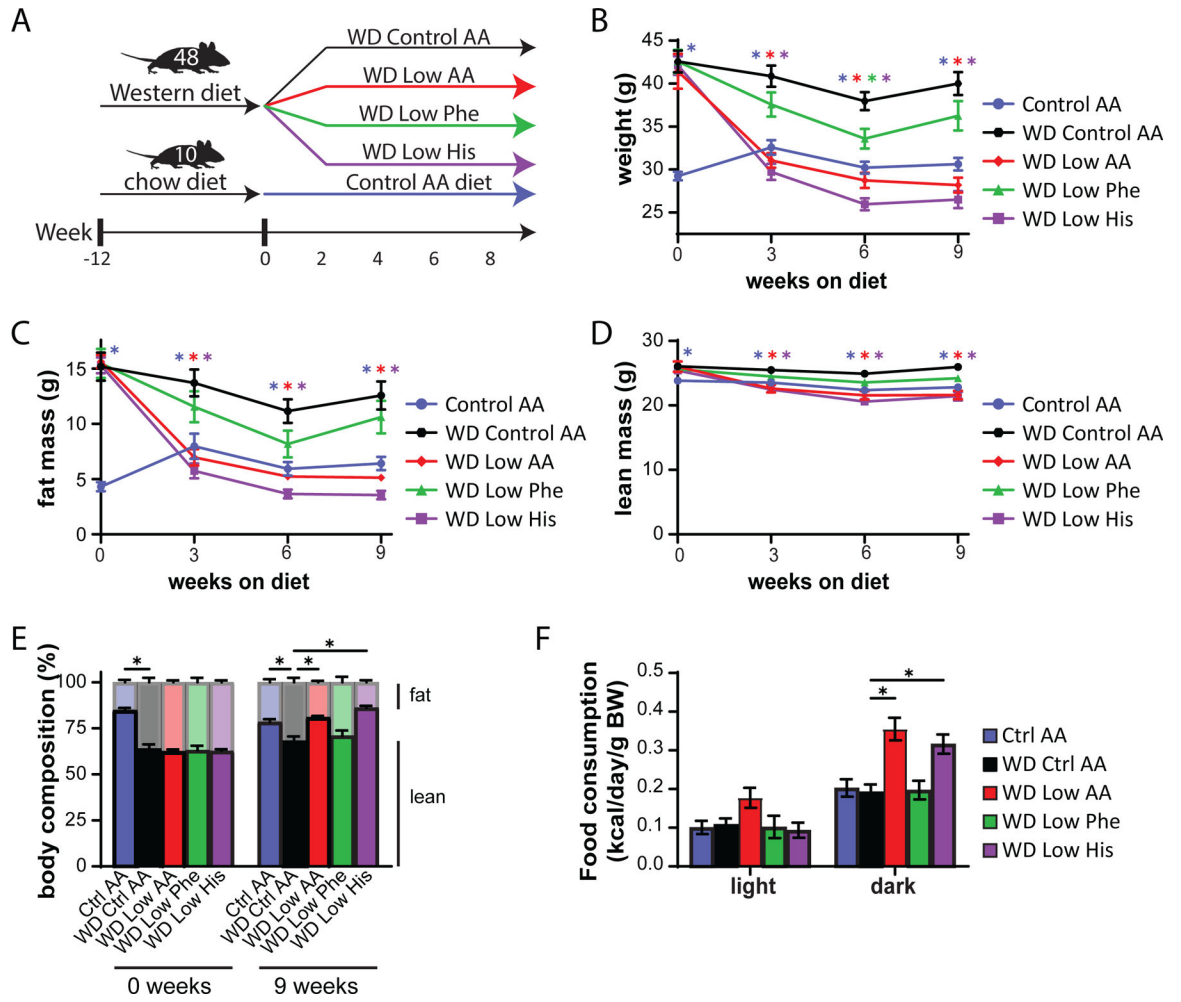 A
48
Western diet
10
chow diet
WD Control AA
WD Low AA
WD Low Phe
WD Low His
Control AA diet
Week
-12
0
2
4
6
8
B
weight (g)
45
40
35
30
25
* * * * * * * * * * *
0
3
6
9
weeks on diet
Control AA
WD Control AA
WD Low AA
WD Low Phe
WD Low His
C
fat mass (g)
15
10
5
0
* * * * * * * * * *
0
3
6
9
weeks on diet
Control AA
WD Control AA
WD Low AA
WD Low Phe
WD Low His
D
lean mass (g)
30
20
10
0
* * * * * * * * * *
0
3
6
9
weeks on diet
Control AA
WD Control AA
WD Low AA
WD Low Phe
WD Low His
E
body composition (%)
100
75
50
25
0
* * * *
fat
lean
Ctrl AA
WD Ctrl AA
WD Low AA
WD Low Phe
WD Low His
Ctrl AA
WD Ctrl AA
WD Low AA
WD Low Phe
WD Low His
0 weeks
9 weeks
F
Food consumption
(kcal/day/g BW)
0.5
0.4
0.3
0.2
0.1
0.0
* *
light
dark
Ctrl AA
WD Ctrl AA
WD Low AA
WD Low Phe
WD Low His